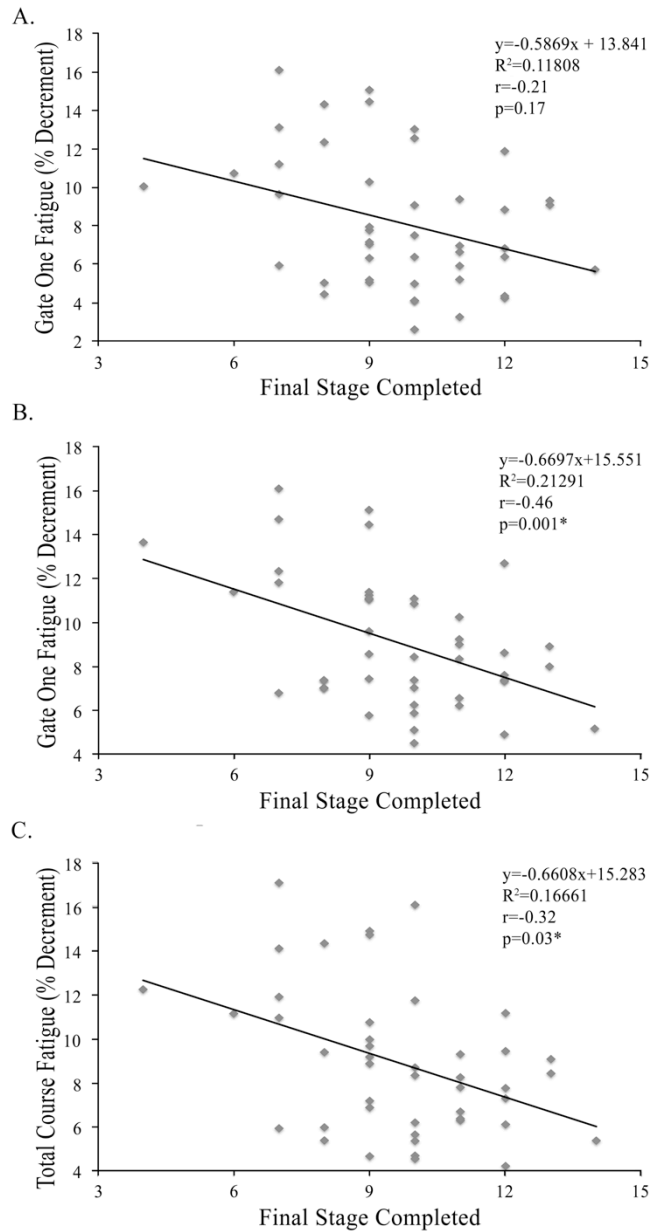 A.
y=-0.5869x + 13.841
R²=0.11808
r=-0.21
p=0.17
Gate One Fatigue (% Decrement)
18
16
14
12
10
8
6
4
2
3 6 9 12 15
Final Stage Completed
B.
y=-0.6697x+15.551
R²=0.21291
r=-0.46
p=0.001*
Gate One Fatigue (% Decrement)
18
16
14
12
10
8
6
4
3 6 9 12 15
Final Stage Completed
C.
y=-0.6608x+15.283
R²=0.16661
r=-0.32
p=0.03*
Total Course Fatigue (% Decrement)
18
16
14
12
10
8
6
4
3 6 9 12 15
Final Stage Completed